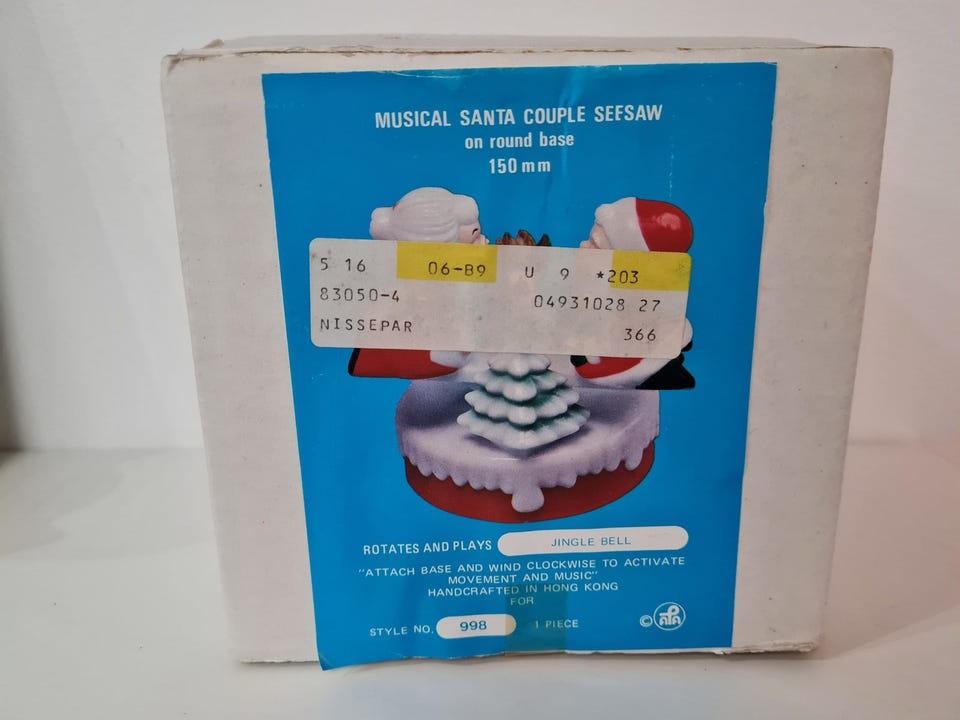 MUSICAL SANTA COUPLE SEFSAW
on round base
150 mm
5 16 06-B9 U 9 *203
83050-4 04931028 27
NISSEPAR 366
ROTATES AND PLAYS JINGLE BELL
"ATTACH BASE AND WIND CLOCKWISE TO ACTIVATE
MOVEMENT AND MUSIC"
HANDCRAFTED IN HONG KONG
FOR
STYLE NO. 998 1 PIECE ©